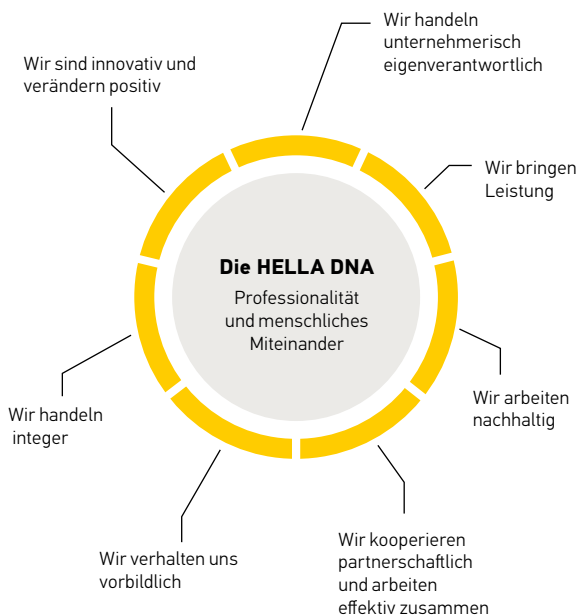 Wir handeln
unternehmerisch
eigenverantwortlich
Wir sind innovativ und
verändern positiv
Wir bringen
Leistung
Die HELLA DNA
Professionalität
und menschliches
Miteinander
Wir arbeiten
nachhaltig
Wir handeln
integer
Wir kooperieren
partnerschaftlich
und arbeiten
effektiv zusammen
Wir verhalten uns
vorbildlich